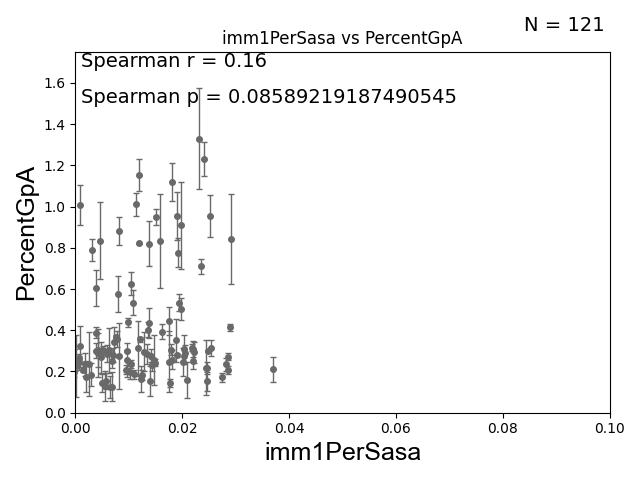 N = 121
imm1PerSasa vs PercentGpA
Spearman r = 0.16
Spearman p = 0.08589219187490545
PercentGpA
1.6
1.4
1.2
1.0
0.8
0.6
0.4
0.2
0.0
0.00 0.02 0.04 0.06 0.08 0.10
imm1PerSasa